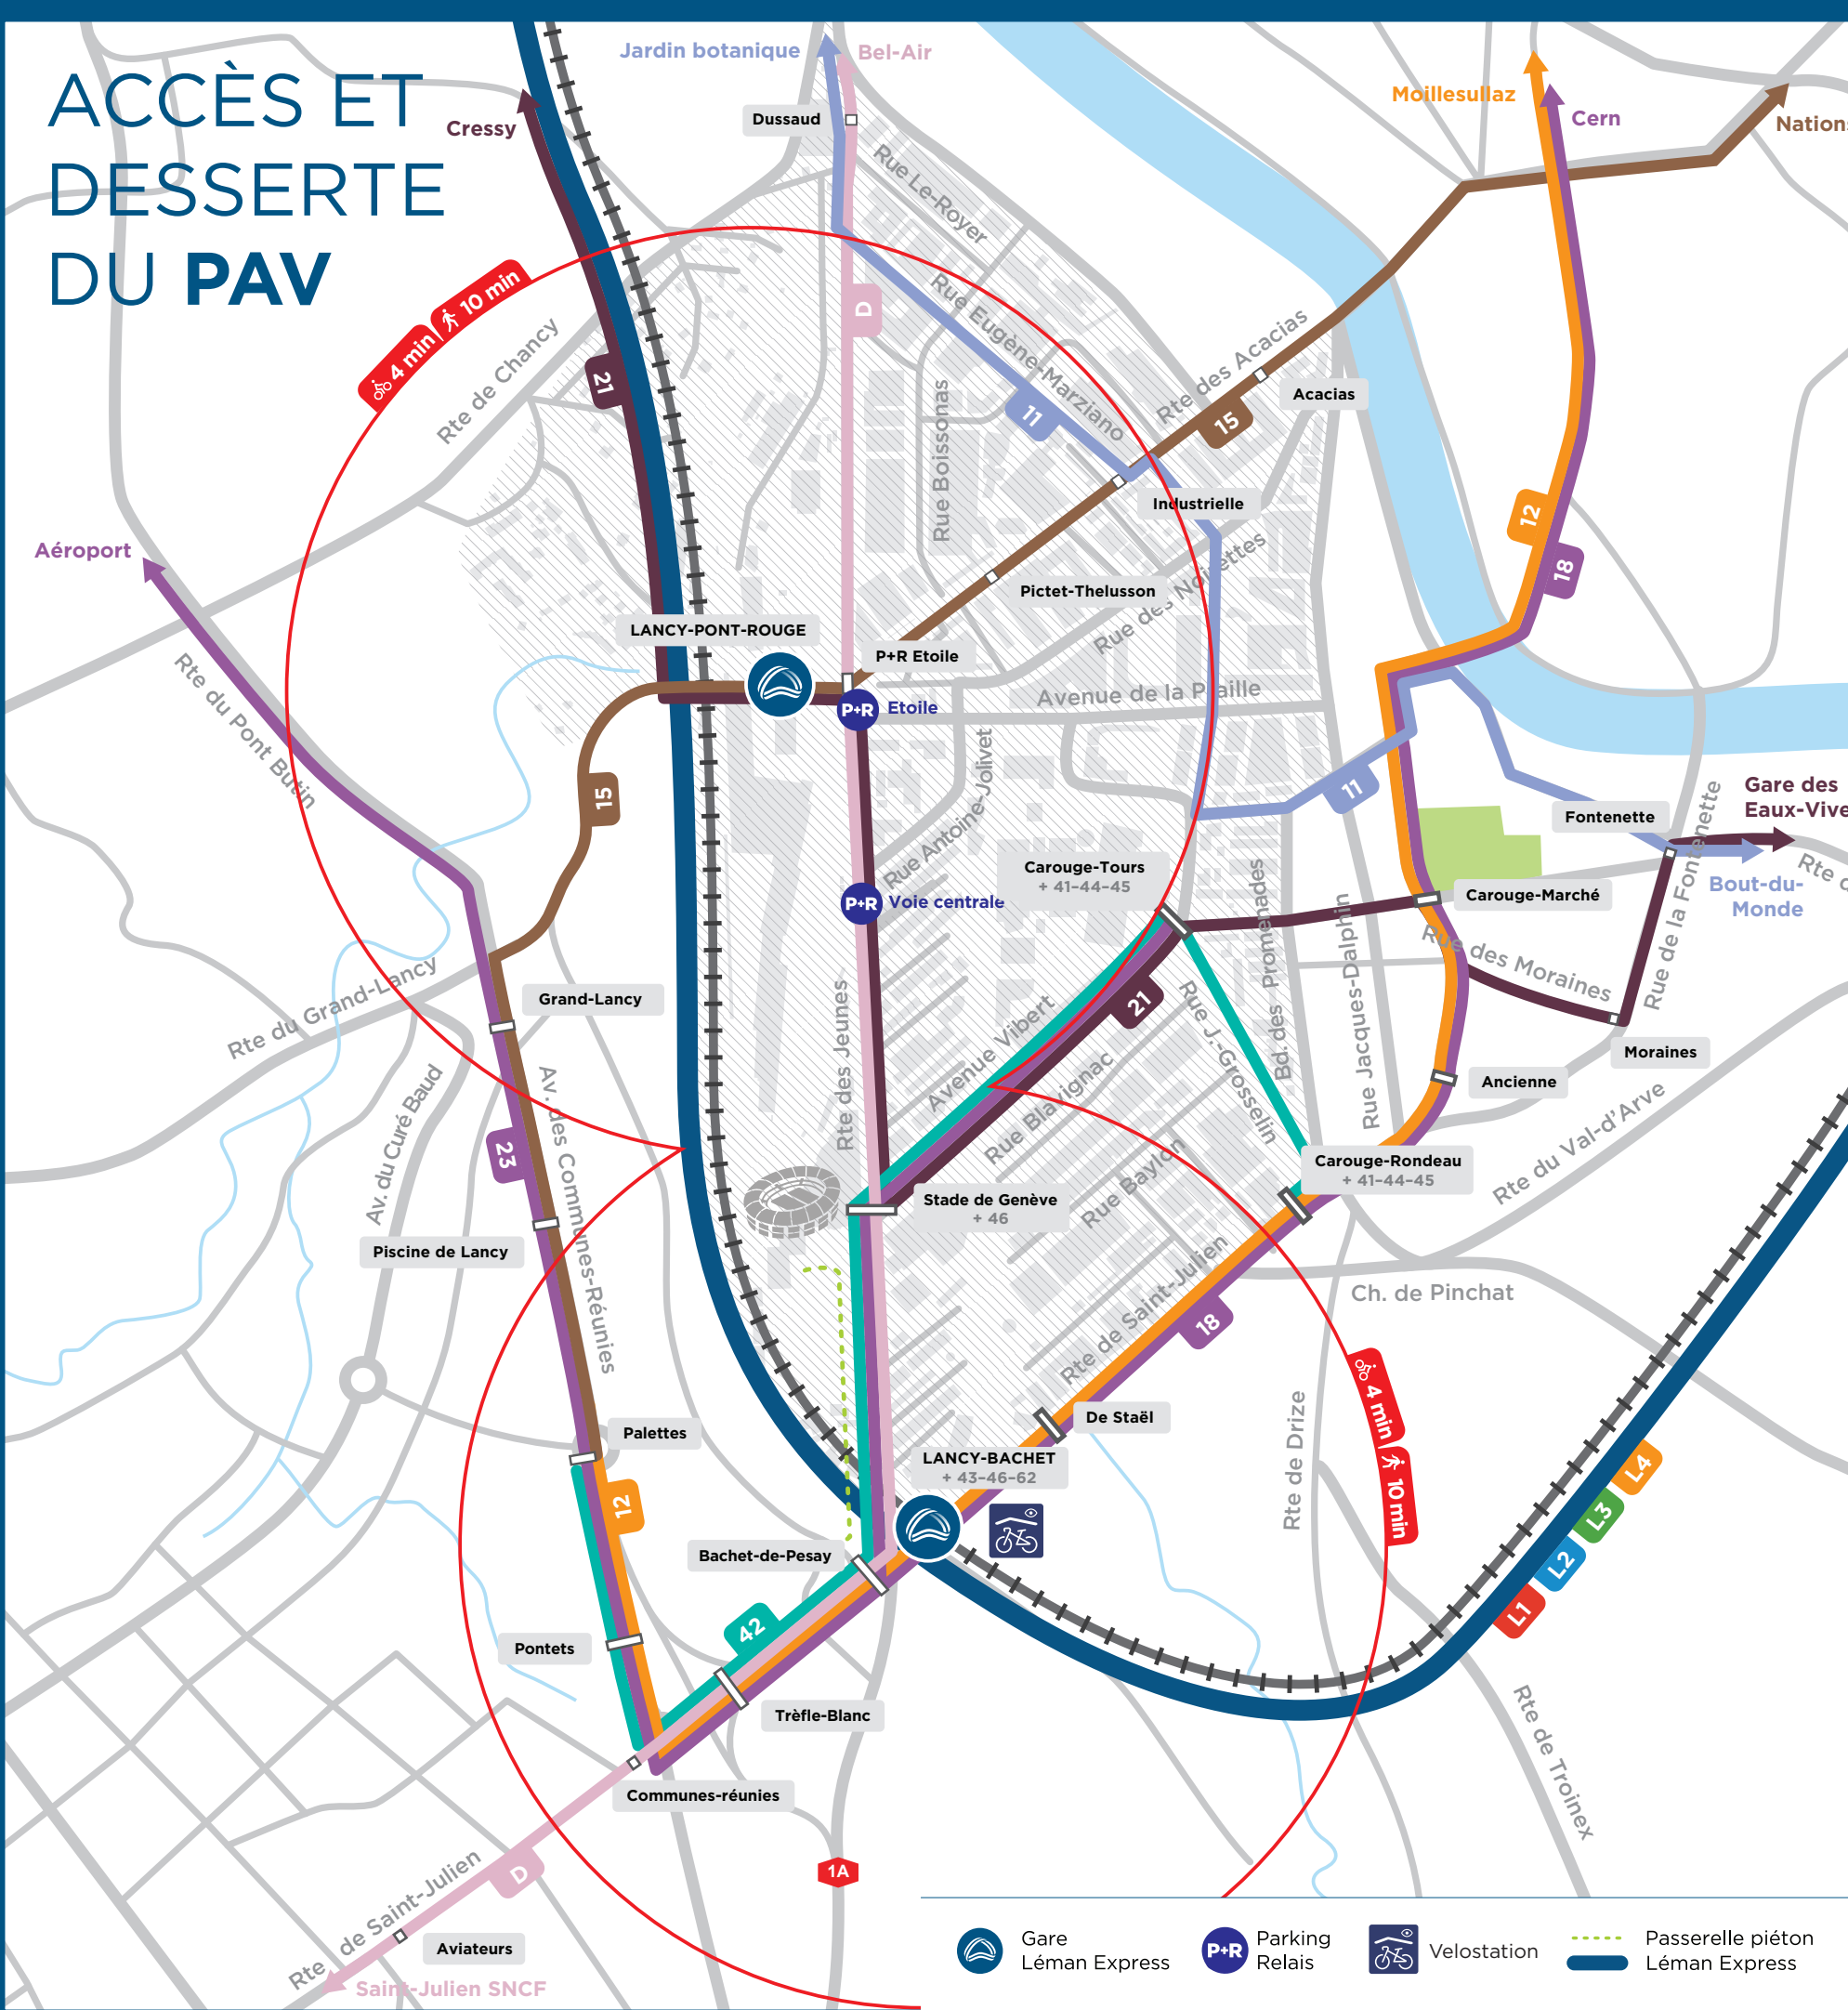 ACCÈS ET
DESSERTE
DU PAV
Jardin botanique
Bel-Air
Cressy
Dussaud
Moillesullaz
Cern
Nations
Rue Le-Royer
4 min
10 min
Rte de Chancy
21
D
Rue Eugène-Marziano
11
Rue Boissonas
Rte des Acacias
15
Acacias
Industrielle
12
18
Aéroport
Pictet-Thelusson
Rue des Noirettes
LANCY-PONT-ROUGE
P+R Etoile
P+R
Etoile
Avenue de la Praille
Rte du Pont Butin
15
Rue Antoine-Jolivet
11
Fontenette
Gare des
Eaux-Vive
Rte d
Bout-du-
Monde
Carouge-Tours
+ 41-44-45
P+R
Voie centrale
Carouge-Marché
Bd. des Promenades
Rue Jacques-Dalphin
Rue des Moraines
Rue de la Fontenette
Rte du Grand-Lancy
Grand-Lancy
Rte des Jeunes
Avenue Vibert
21
Rue J.-Grosselin
Moraines
Ancienne
Av. du Curé Baud
23
Av. des Communes-Réunies
Rue Blavignac
Rue Baylon
Rte du Val-d'Arve
Carouge-Rondeau
+ 41-44-45
Stade de Genève
+ 46
Piscine de Lancy
Rte de Saint-Julien
18
Ch. de Pinchat
4 min
10 min
Palettes
De Staël
LANCY-BACHET
+ 43-46-62
Rte de Drize
12
L4
L3
L2
L1
Bachet-de-Pesay
42
Pontets
Trèfle-Blanc
Communes-réunies
Rte de Troinex
1A
D
Rte de Saint-Julien
Aviateurs
Saint-Julien SNCF
Gare
Léman Express
P+R
Parking
Relais
Velostation
Passerelle piéton
Léman Express